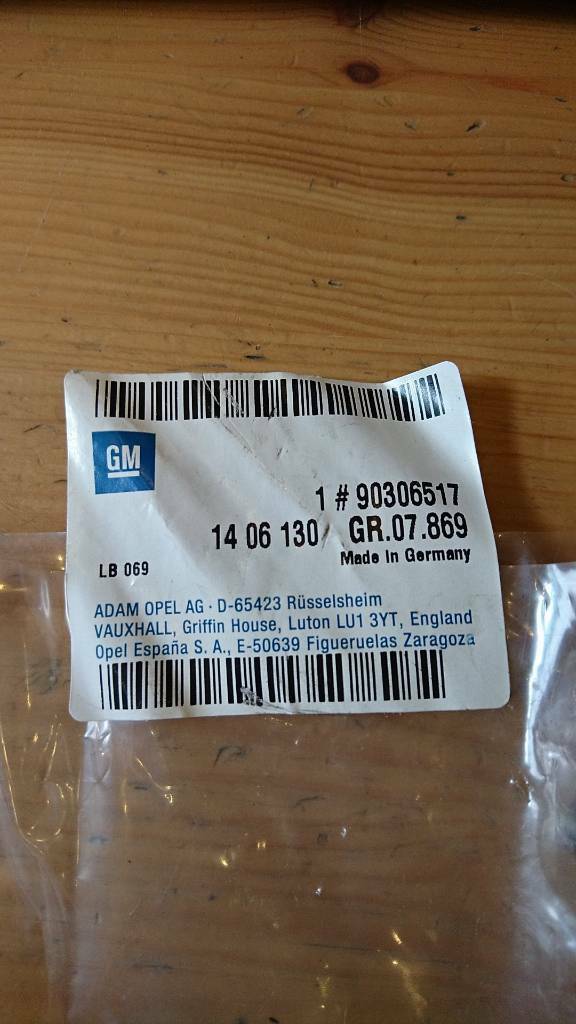 GM
1 # 90306517
14 06 130 GR.07.869
Made in Germany
LB 069
ADAM OPEL AG · D-65423 Rüsselsheim
VAUXHALL, Griffin House, Luton LU1 3YT, England
Opel España S. A., E-50639 Figueruelas Zaragoza